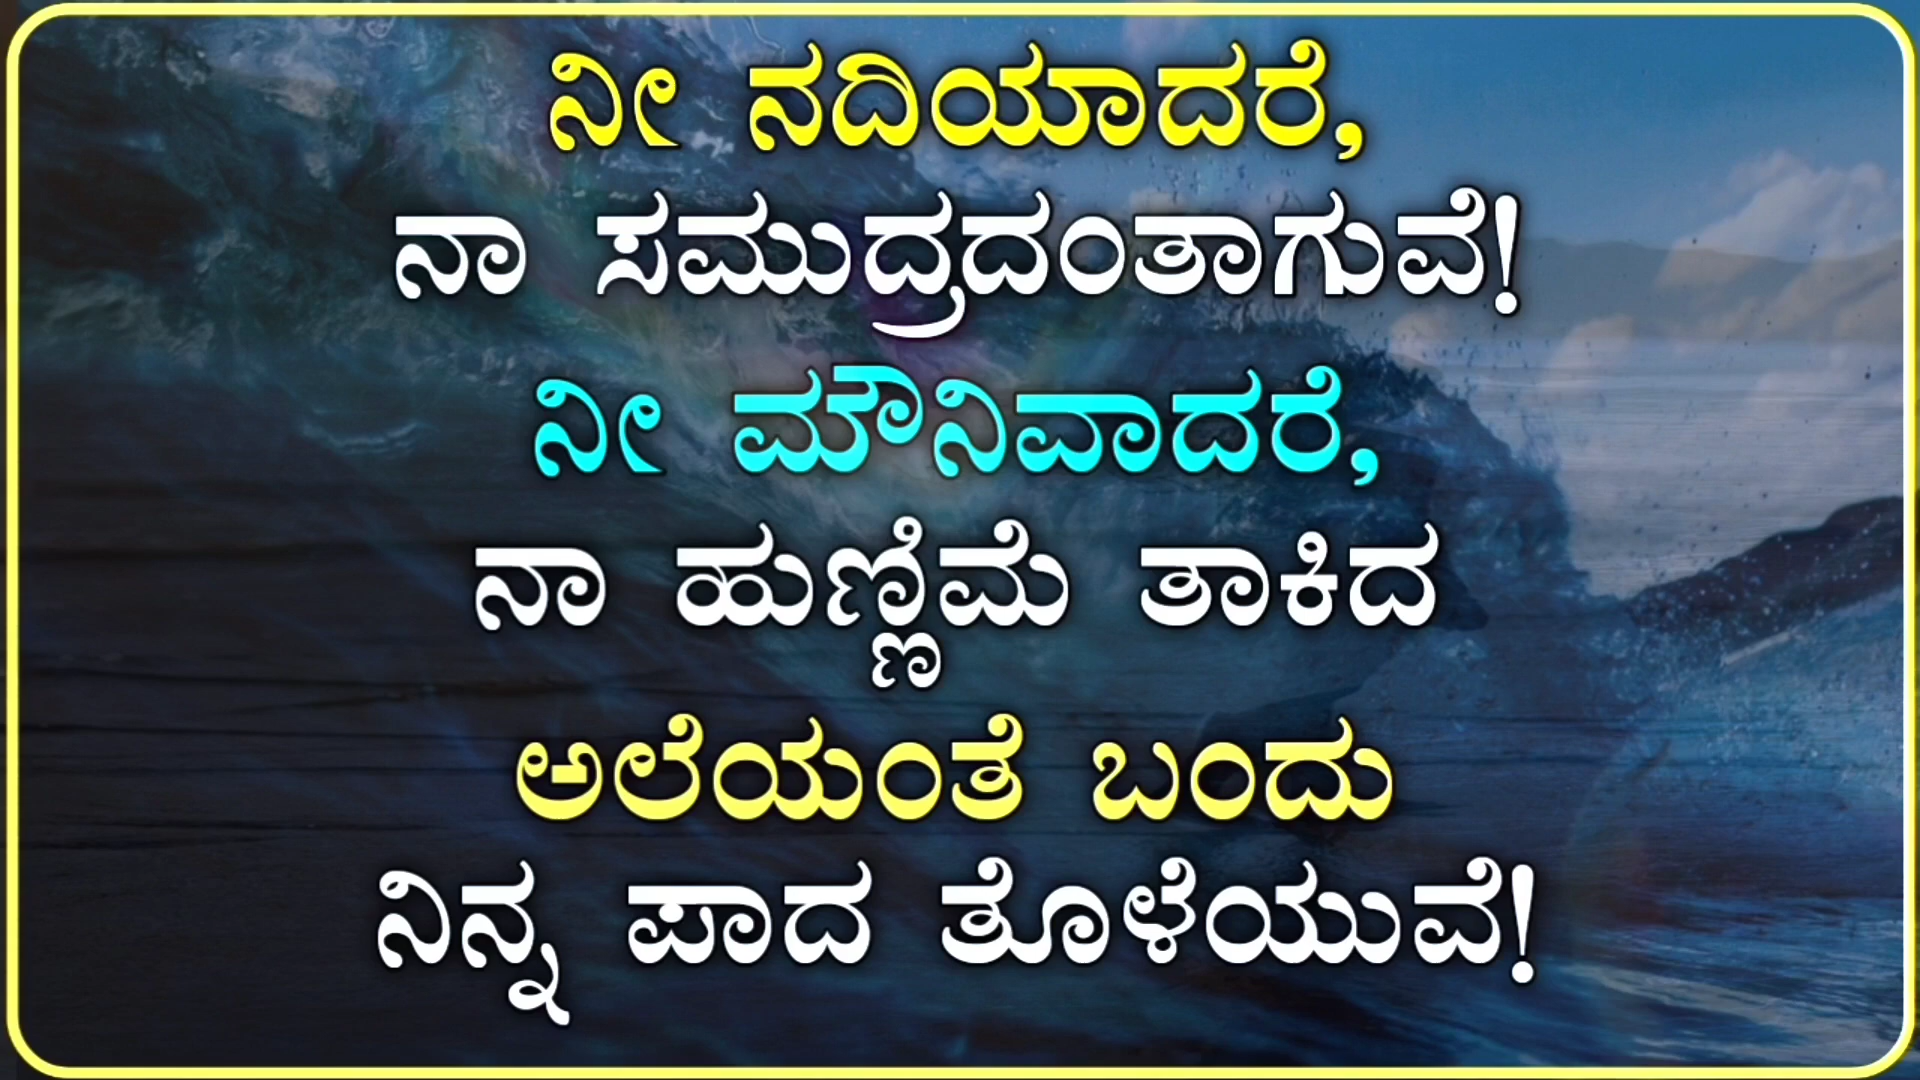 ನೀ ನದಿಯಾದರೆ,
ನಾ ಸಮುದ್ರದಂತಾಗುವೆ!
ನೀ ಮೌನಿವಾದರೆ,
ನಾ ಹುಣ್ಣಿಮೆ ತಾಕಿದ
ಅಲೆಯಂತೆ ಬಂದು
ನಿನ್ನ ಪಾದ ತೊಳೆಯುವೆ!